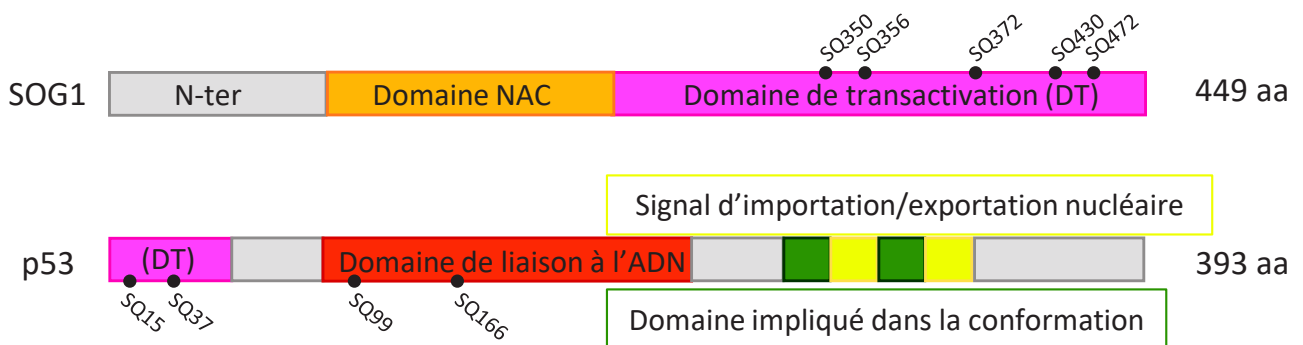 SQ350 SQ356 SQ372 SQ430 SQ472
SOG1 N-ter Domaine NAC Domaine de transactivation (DT) 449 aa
Signal d'importation/exportation nucléaire
p53 (DT) Domaine de liaison à l'ADN 393 aa
SQ15 SQ37 SQ99 SQ166
Domaine impliqué dans la conformation